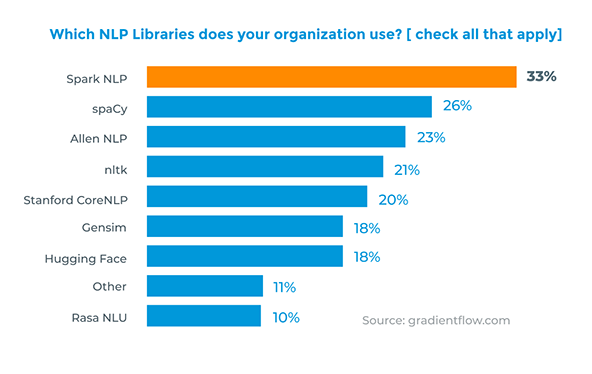 Which NLP Libraries does your organization use? [ check all that apply]
Spark NLP 33%
spaCy 26%
Allen NLP 23%
nltk 21%
Stanford CoreNLP 20%
Gensim 18%
Hugging Face 18%
Other 11%
Rasa NLU 10%
Source: gradientflow.com